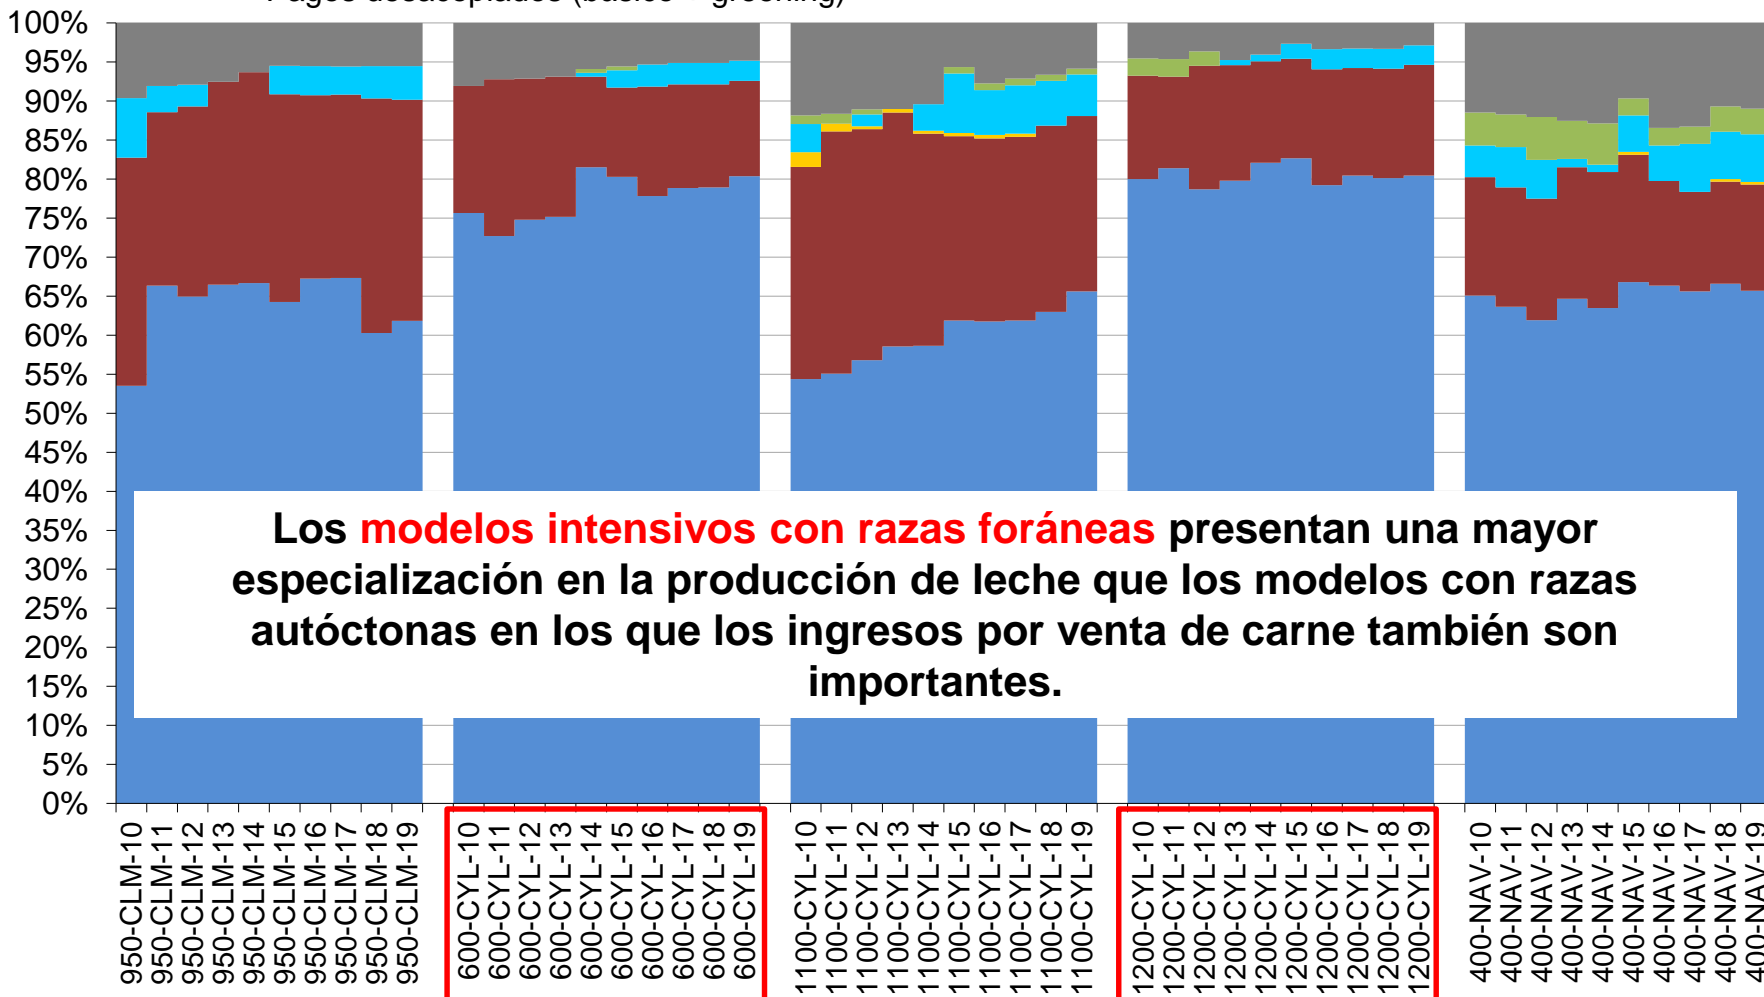 Pagos desacoplados (básico + greening)
100%
95%
90%
85%
80%
75%
70%
65%
60%
55%
50%
45%
40%
35%
30%
25%
20%
15%
10%
5%
0%
Los modelos intensivos con razas foráneas presentan una mayor
especialización en la producción de leche que los modelos con razas
autóctonas en los que los ingresos por venta de carne también son
importantes.
950-CLM-10
950-CLM-11
950-CLM-12
950-CLM-13
950-CLM-14
950-CLM-15
950-CLM-16
950-CLM-17
950-CLM-18
950-CLM-19
600-CYL-10
600-CYL-11
600-CYL-12
600-CYL-13
600-CYL-14
600-CYL-15
600-CYL-16
600-CYL-17
600-CYL-18
600-CYL-19
1100-CYL-10
1100-CYL-11
1100-CYL-12
1100-CYL-13
1100-CYL-14
1100-CYL-15
1100-CYL-16
1100-CYL-17
1100-CYL-18
1100-CYL-19
1200-CYL-10
1200-CYL-11
1200-CYL-12
1200-CYL-13
1200-CYL-14
1200-CYL-15
1200-CYL-16
1200-CYL-17
1200-CYL-18
1200-CYL-19
400-NAV-10
400-NAV-11
400-NAV-12
400-NAV-13
400-NAV-14
400-NAV-15
400-NAV-16
400-NAV-17
400-NAV-18
400-NAV-19